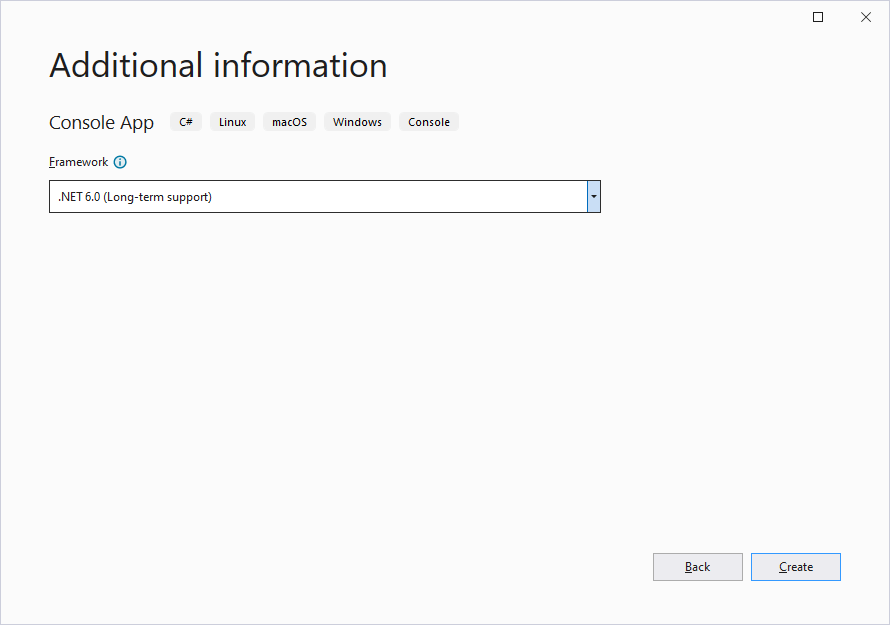 Additional information
Console App C# Linux macOS Windows Console
Framework
.NET 6.0 (Long-term support)
Back Create